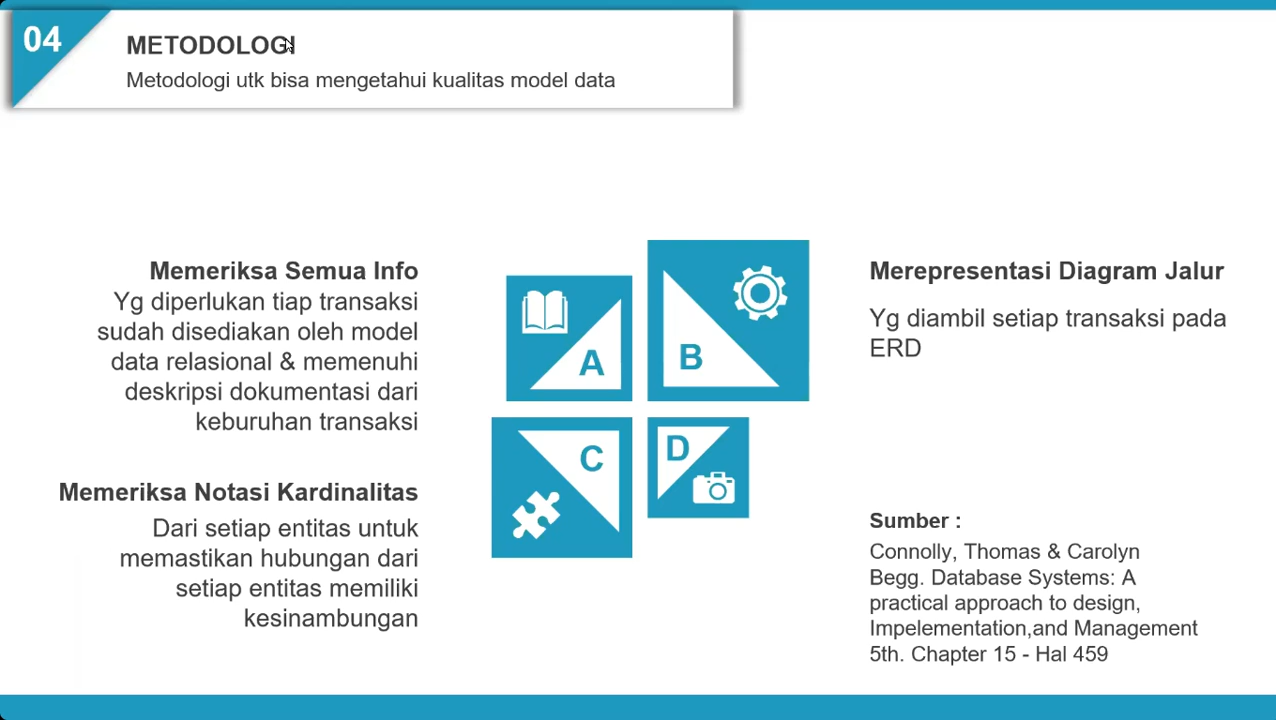 04
METODOLOGI
Metodologi utk bisa mengetahui kualitas model data
Memeriksa Semua Info
Yg diperlukan tiap transaksi
sudah disediakan oleh model
data relasional & memenuhi
deskripsi dokumentasi dari
keburuhan transaksi
A
B
Merepresentasi Diagram Jalur
Yg diambil setiap transaksi pada
ERD
Memeriksa Notasi Kardinalitas
Dari setiap entitas untuk
memastikan hubungan dari
setiap entitas memiliki
kesinambungan
C
D
Sumber :
Connolly, Thomas & Carolyn
Begg. Database Systems: A
practical approach to design,
Impelementation,and Management
5th. Chapter 15 - Hal 459